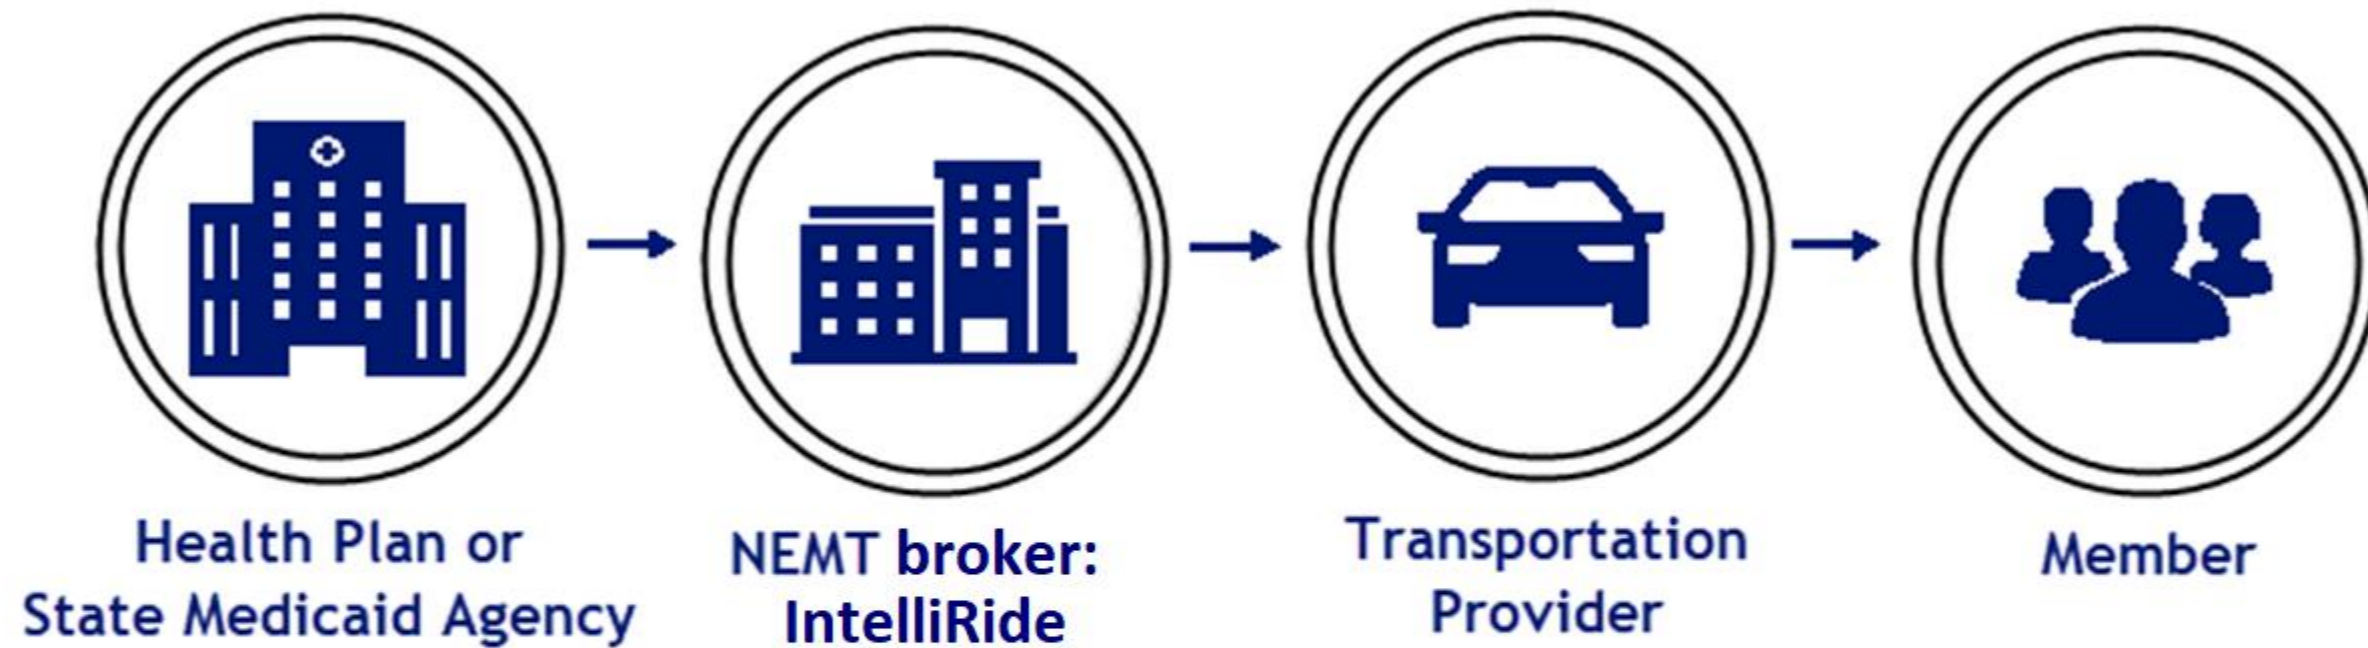 Health Plan or
State Medicaid Agency
NEMT broker:
IntelliRide
Transportation
Provider
Member